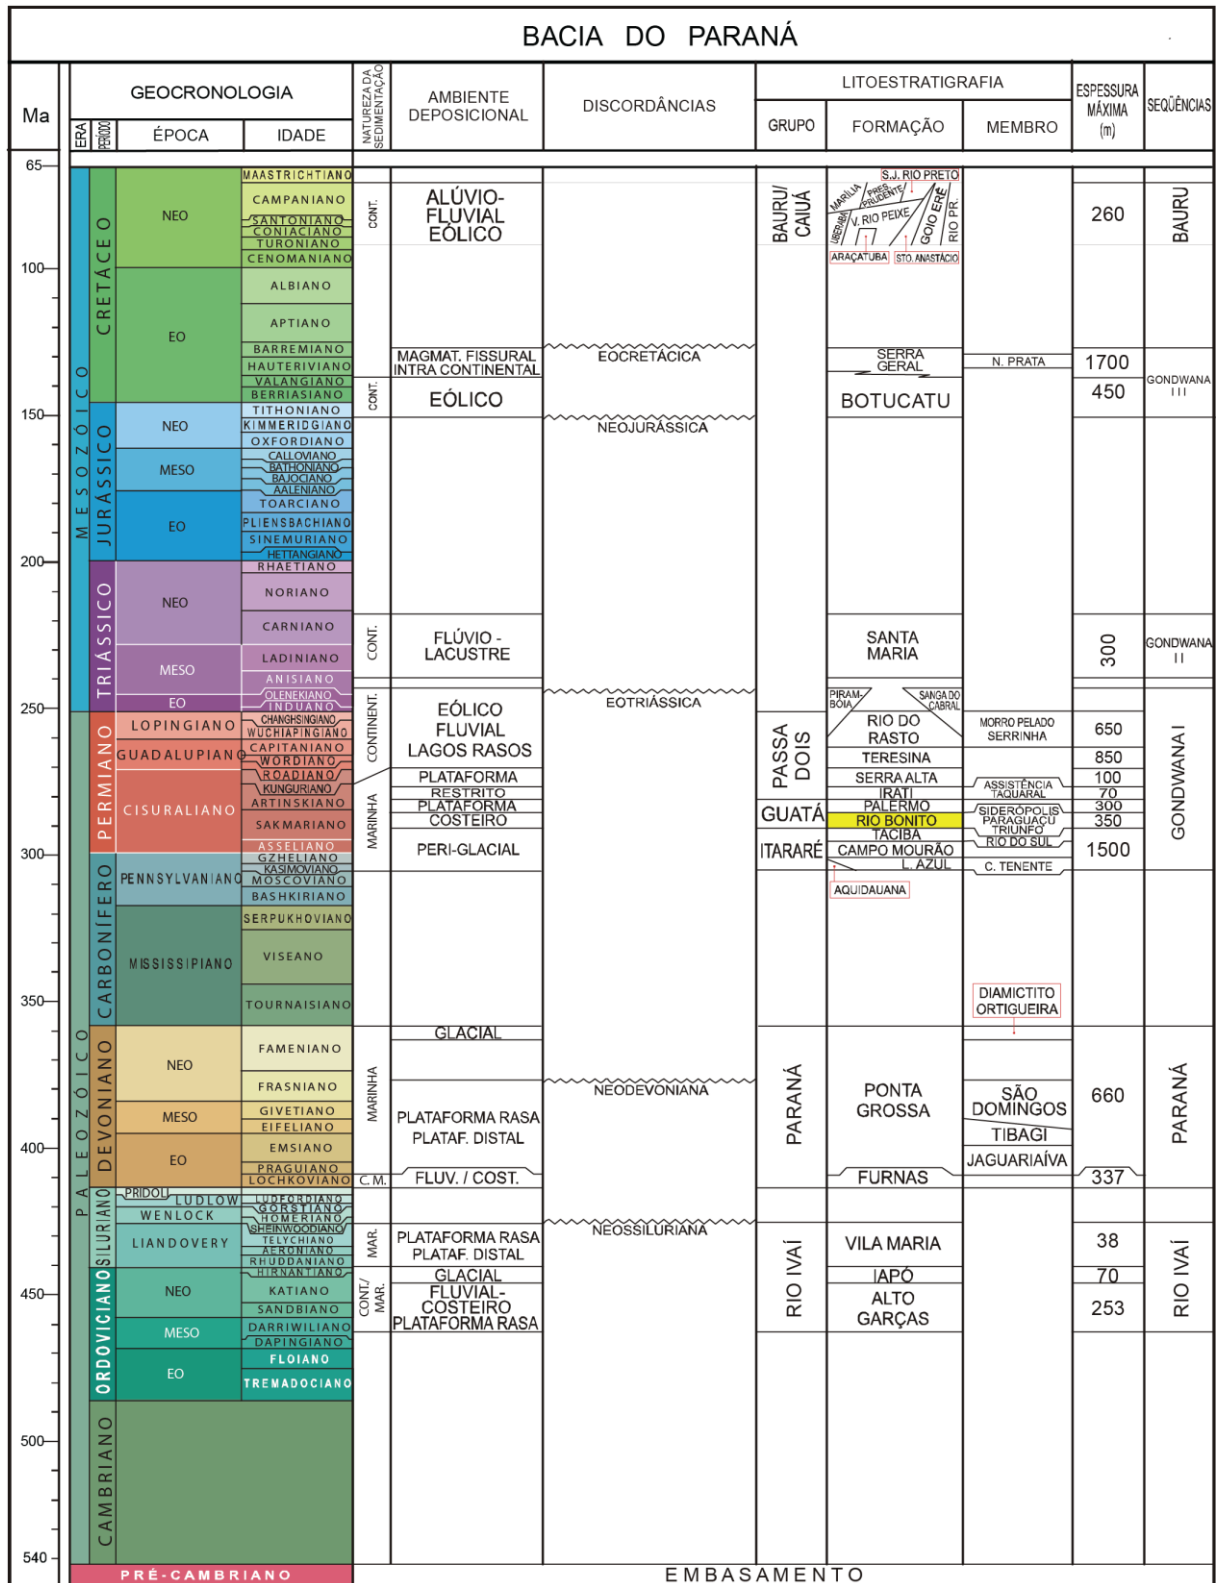 BACIA DO PARANÁ
Ma
GEOCRONOLOGIA
ERA
PERÍODO
ÉPOCA
IDADE
NATUREZA DA
SEDIMENTAÇÃO
AMBIENTE
DEPOSICIONAL
DISCORDÂNCIAS
LITOESTRATIGRAFIA
GRUPO
FORMAÇÃO
MEMBRO
ESPESSURA
MÁXIMA
(m)
SEQÜÊNCIAS
65
100
150
200
250
300
350
400
450
500
540
MESOZÓICO
PALEOZÓICO
CRETÁCEO
JURÁSSICO
TRIÁSSICO
PERMIANO
CARBONÍFERO
DEVONIANO
SILURIANO
ORDOVICIANO
CAMBRIANO
NEO
EO
NEO
MESO
EO
NEO
MESO
EO
LOPINGIANO
GUADALUPIANO
CISURALIANO
PENNSYLVANIANO
MISSISSIPIANO
NEO
MESO
EO
PRIDOLI
LUDLOW
WENLOCK
LIANDOVERY
NEO
MESO
EO
MAASTRICHTIANO
CAMPANIANO
SANTONIANO
CONIACIANO
TURONIANO
CENOMANIANO
ALBIANO
APTIANO
BARREMIANO
HAUTERIVIANO
VALANGIANO
BERRIASIANO
TITHONIANO
KIMMERIDGIANO
OXFORDIANO
CALLOVIANO
BATHONIANO
BAJOCIANO
AALENIANO
TOARCIANO
PLIENSBACHIANO
SINEMURIANO
HETTANGIANO
RHAETIANO
NORIANO
CARNIANO
LADINIANO
ANISIANO
OLENEKIANO
INDUANO
CHANGHSINGIANO
WUCHIAPINGIANO
CAPITANIANO
WORDIANO
ROADIANO
KUNGURIANO
ARTINSKIANO
SAKMARIANO
ASSELIANO
GZHELIANO
KASIMOVIANO
MOSCOVIANO
BASHKIRIANO
SERPUKHOVIANO
VISEANO
TOURNAISIANO
FAMENIANO
FRASNIANO
GIVETIANO
EIFELIANO
EMSIANO
PRAGUIANO
LOCHKOVIANO
LUDFORDIANO
GORSTIANO
HOMERIANO
SHEINWOODIANO
TELYCHIANO
AERONIANO
RHUDDANIANO
HIRNANTIANO
KATIANO
SANDBIANO
DARRIWILIANO
DAPINGIANO
FLOIANO
TREMADOCIANO
CONT.
CONT.
CONT.
CONTINENT.
MARINHA
MARINHA
C. M.
MAR.
CONT./
MAR.
ALÚVIO-
FLUVIAL
EÓLICO
MAGMAT. FISSURAL
INTRA CONTINENTAL
EÓLICO
FLÚVIO -
LACUSTRE
EÓLICO
FLUVIAL
LAGOS RASOS
PLATAFORMA
RESTRITO
PLATAFORMA
COSTEIRO
PERI-GLACIAL
GLACIAL
PLATAFORMA RASA
PLATAF. DISTAL
FLUV. / COST.
PLATAFORMA RASA
PLATAF. DISTAL
GLACIAL
FLUVIAL-
COSTEIRO
PLATAFORMA RASA
EOCRETÁCICA
NEOJURÁSSICA
EOTRIÁSSICA
NEODEVONIANA
NEOSSILURIANA
BAURU/
CAIUÁ
PASSA
DOIS
GUATÁ
ITARARÉ
PARANÁ
RIO IVAÍ
S.J. RIO PRETO
MARÍLIA
PRES.
PRUDENTE
UBERABA
V. RIO PEIXE
GOIO ERÊ
RIO PR.
ARAÇATUBA
STO. ANASTÁCIO
SERRA
GERAL
BOTUCATU
SANTA
MARIA
PIRAM-
BÓIA
SANGA DO
CABRAL
RIO DO
RASTO
TERESINA
SERRA ALTA
IRATI
PALERMO
RIO BONITO
TACIBA
CAMPO MOURÃO
L. AZUL
AQUIDAUANA
PONTA
GROSSA
FURNAS
VILA MARIA
IAPÓ
ALTO
GARÇAS
N. PRATA
MORRO PELADO
SERRINHA
ASSISTÊNCIA
TAQUARAL
SIDERÓPOLIS
PARAGUAÇU
TRIUNFO
RIO DO SUL
C. TENENTE
DIAMICTITO
ORTIGUEIRA
SÃO
DOMINGOS
TIBAGI
JAGUARIAÍVA
260
1700
450
300
650
850
100
70
300
350
1500
660
337
38
70
253
BAURU
GONDWANA
III
GONDWANA
II
GONDWANA I
PARANÁ
RIO IVAÍ
PRÉ-CAMBRIANO
EMBASAMENTO